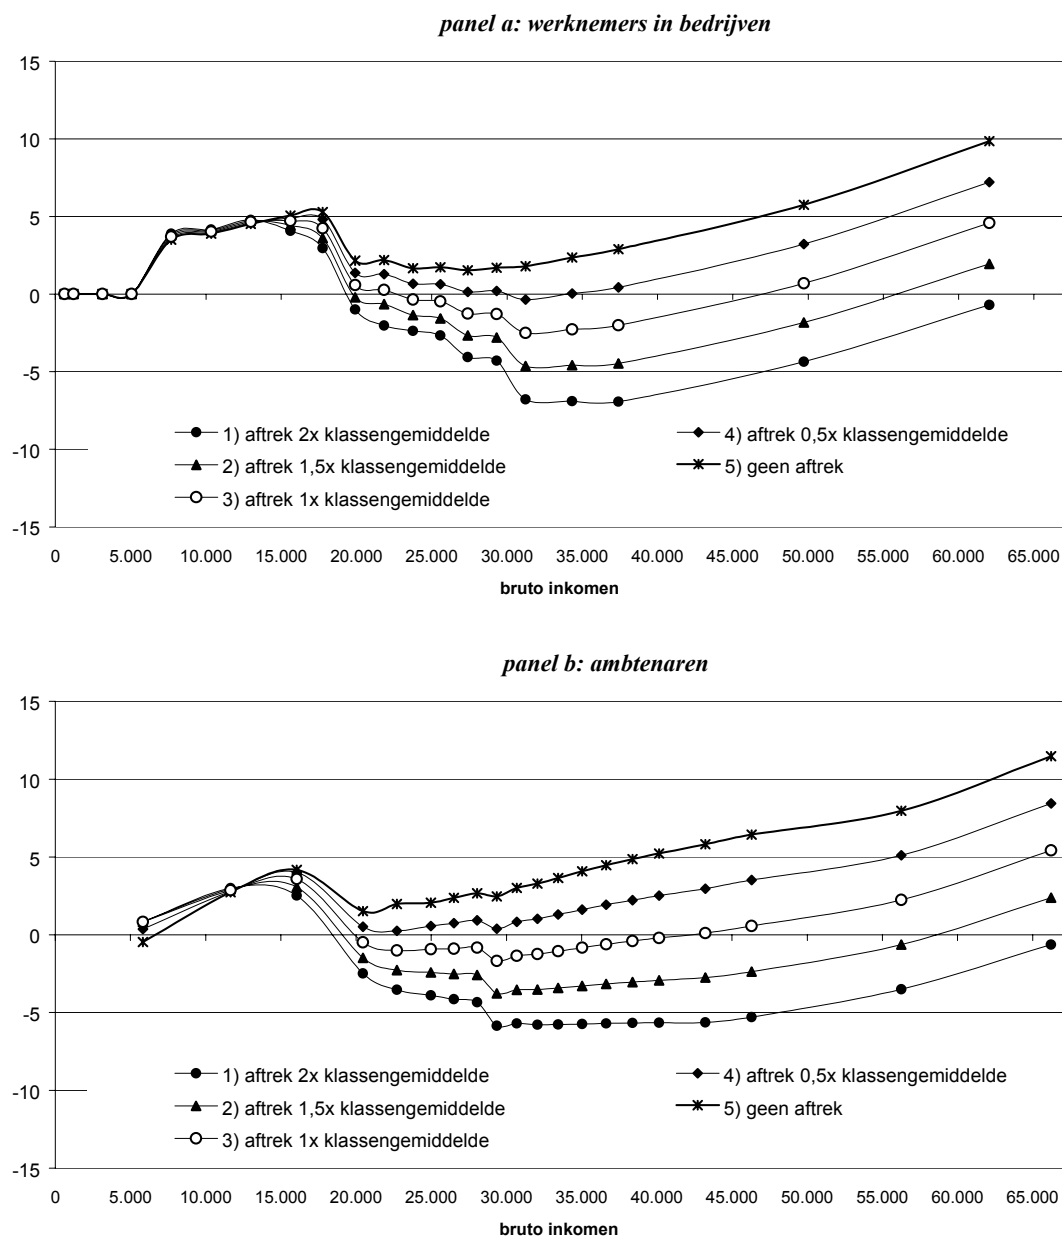 panel a: werknemers in bedrijven
15
10
5
0
-5
-10
-15
1) aftrek 2x klassengemiddelde
4) aftrek 0,5x klassengemiddelde
2) aftrek 1,5x klassengemiddelde
5) geen aftrek
3) aftrek 1x klassengemiddelde
0 5.000 10.000 15.000 20.000 25.000 30.000 35.000 40.000 45.000 50.000 55.000 60.000 65.000
bruto inkomen
panel b: ambtenaren
15
10
5
0
-5
-10
-15
1) aftrek 2x klassengemiddelde
4) aftrek 0,5x klassengemiddelde
2) aftrek 1,5x klassengemiddelde
5) geen aftrek
3) aftrek 1x klassengemiddelde
0 5.000 10.000 15.000 20.000 25.000 30.000 35.000 40.000 45.000 50.000 55.000 60.000 65.000
bruto inkomen